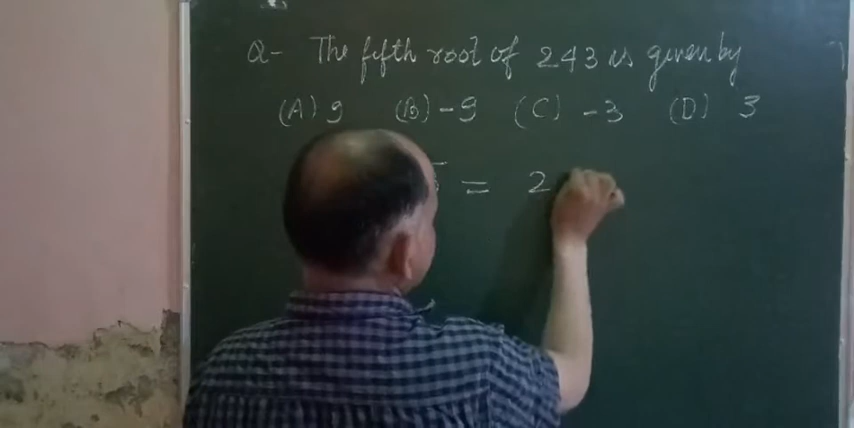 Q- The fifth root of 243 is given by
(A) 9 (B) -9 (C) -3 (D) 3
= 2